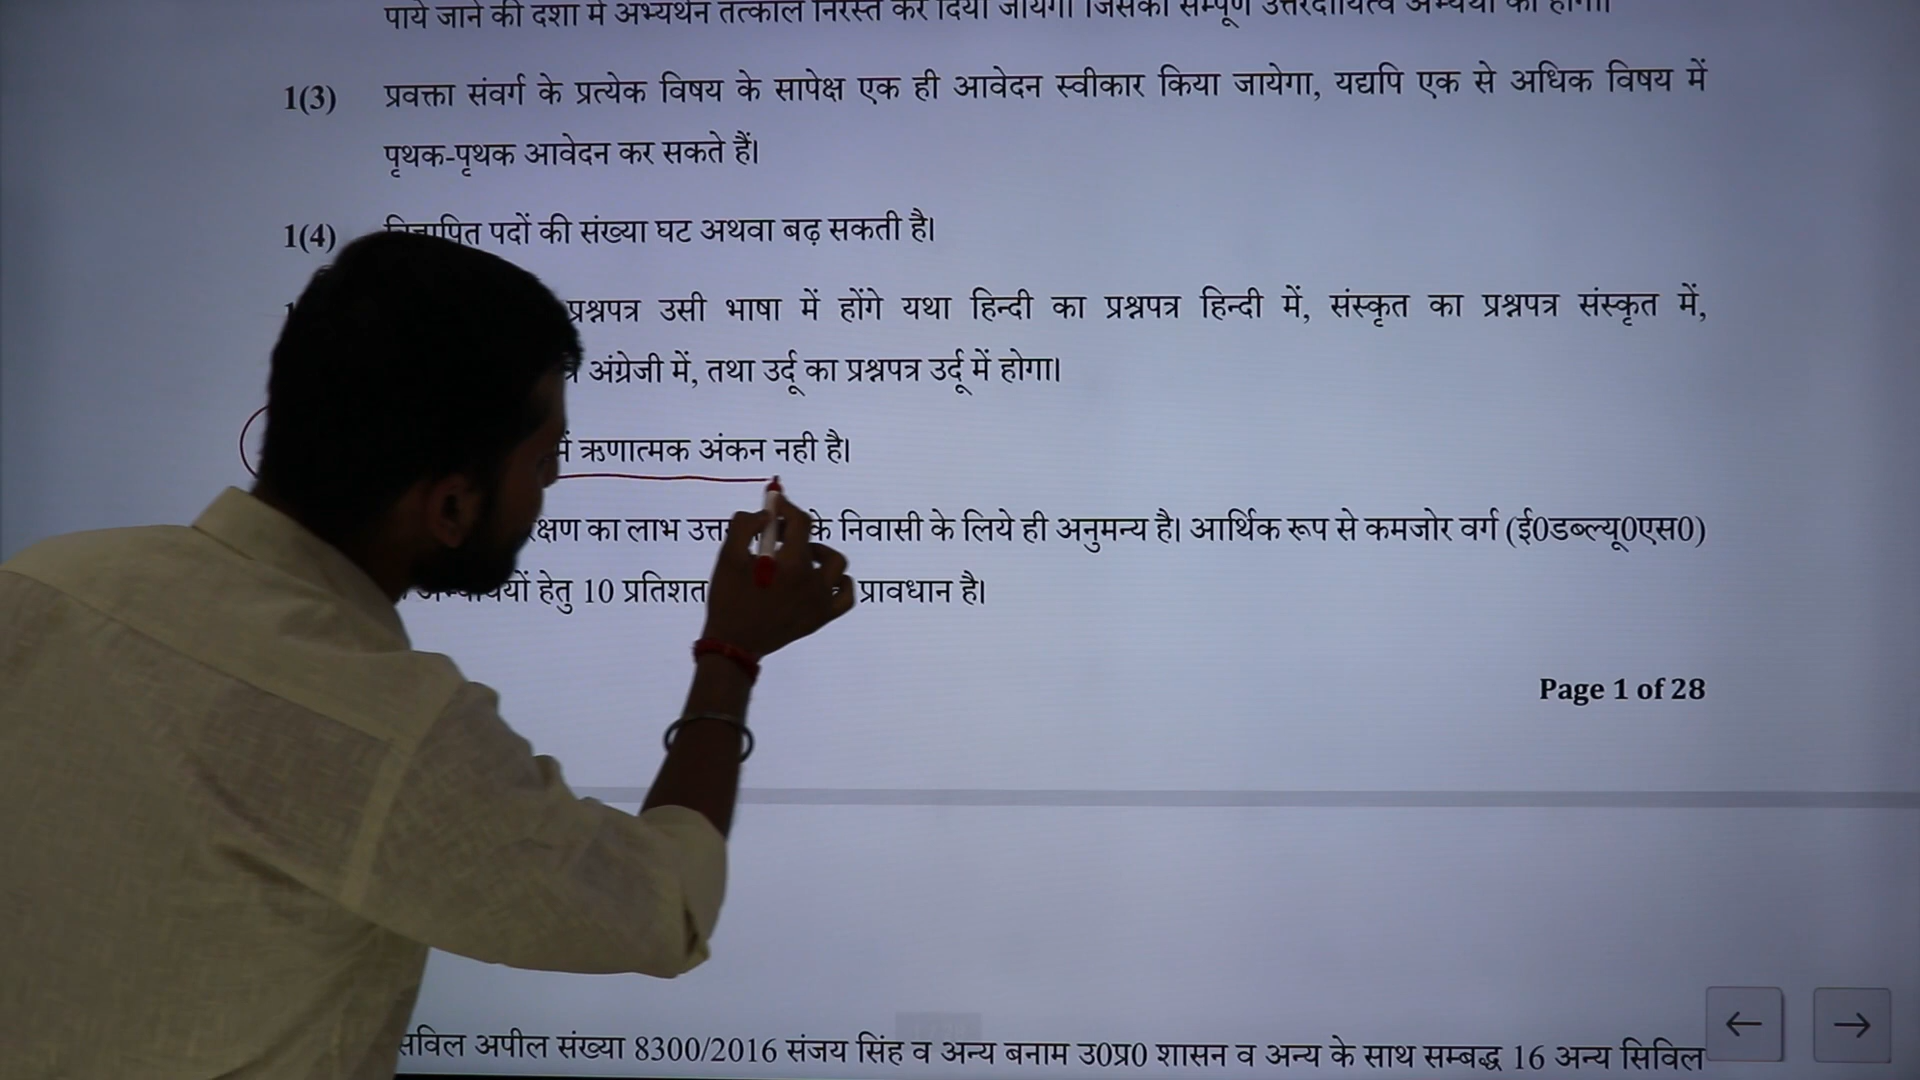 पाये जाने की दशा में अभ्यर्थन तत्काल निरस्त कर दिया जायेगा। जिसका सम्पूर्ण उत्तरदायित्व अभ्यर्थी का होगा।
1(3) प्रवक्ता संवर्ग के प्रत्येक विषय के सापेक्ष एक ही आवेदन स्वीकार किया जायेगा, यद्यपि एक से अधिक विषय में
पृथक-पृथक आवेदन कर सकते हैं।
1(4) विज्ञापित पदों की संख्या घट अथवा बढ़ सकती है।
प्रश्नपत्र उसी भाषा में होंगे यथा हिन्दी का प्रश्नपत्र हिन्दी में, संस्कृत का प्रश्नपत्र संस्कृत में,
अंग्रेजी में, तथा उर्दू का प्रश्नपत्र उर्दू में होगा।
में ऋणात्मक अंकन नही है।
का लाभ के निवासी के लिये ही अनुमन्य है। आर्थिक रूप से कमजोर वर्ग (ई0डब्ल्यू0एस0)
हेतु 10 प्रतिशत प्रावधान है।
Page 1 of 28
सिविल अपील संख्या 8300/2016 संजय सिंह व अन्य बनाम उ0प्र0 शासन व अन्य के साथ सम्बद्ध 16 अन्य सिविल